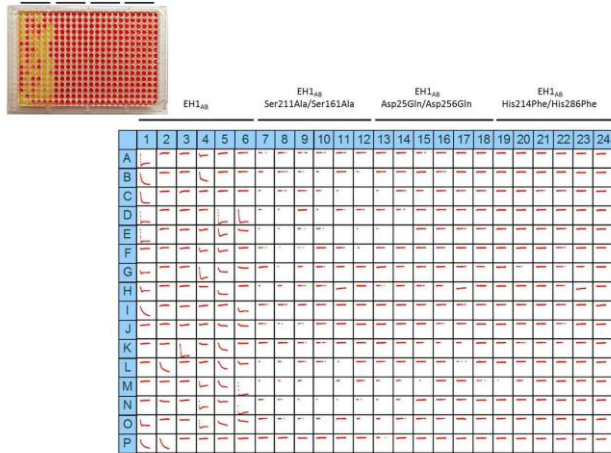 EH1AB
EH1AB
Ser211Ala/Ser161Ala
EH1AB
Asp25Gln/Asp256Gln
EH1AB
His214Phe/His286Phe
1 2 3 4 5 6 7 8 9 10 11 12 13 14 15 16 17 18 19 20 21 22 23 24
A
B
C
D
E
F
G
H
I
J
K
L
M
N
O
P